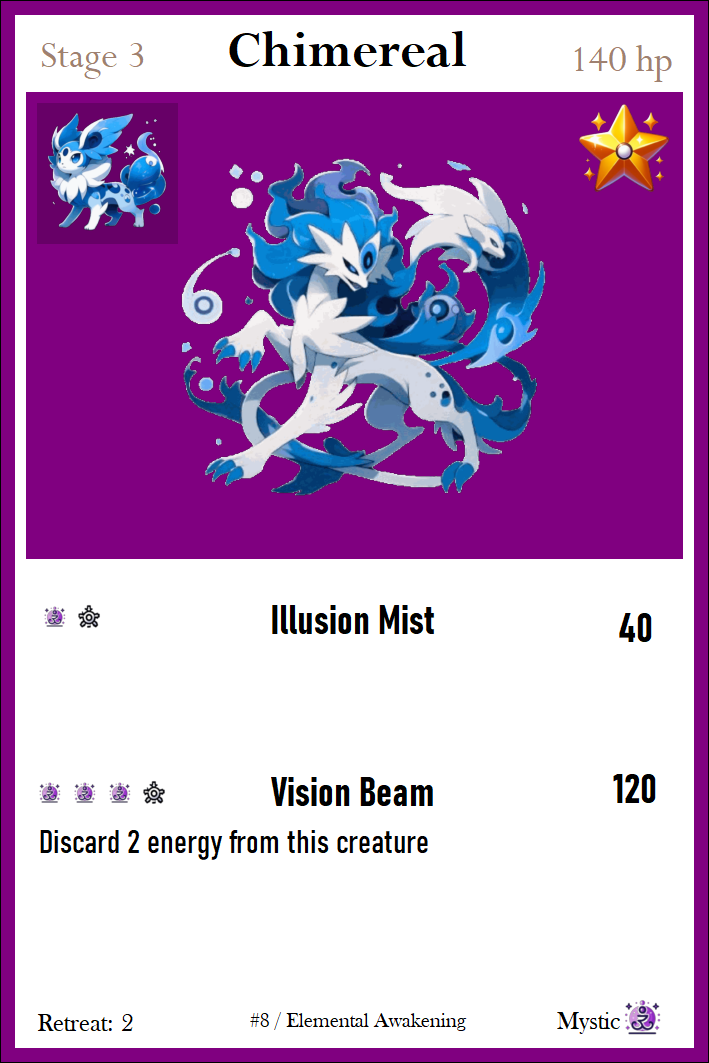 Stage 3
Chimereal
140 hp
Illusion Mist
40
Vision Beam
120
Discard 2 energy from this creature
Retreat: 2
#8 / Elemental Awakening
Mystic